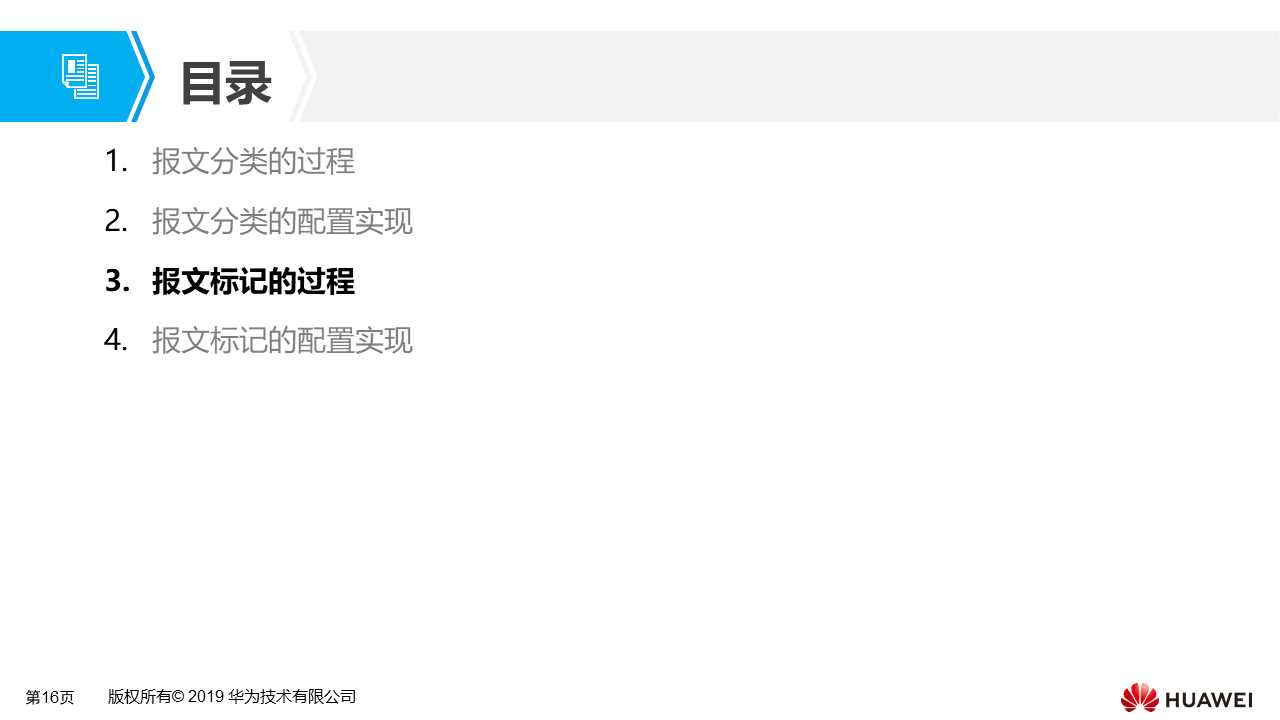 目录
1. 报文分类的过程
2. 报文分类的配置实现
3. 报文标记的过程
4. 报文标记的配置实现
第16页 版权所有© 2019 华为技术有限公司
HUAWEI